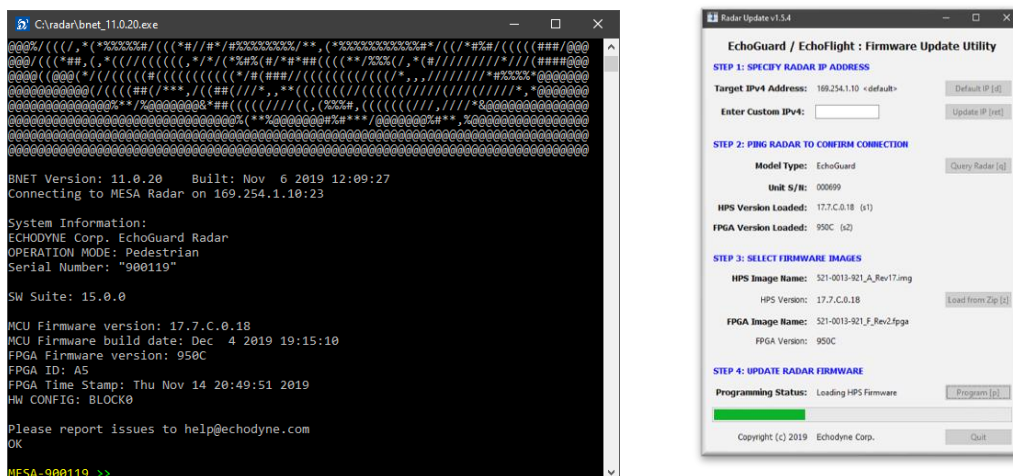 C:\radar\bnet_11.0.20.exe
BNET Version: 11.0.20    Built: Nov  6 2019 12:09:27
Connecting to MESA Radar on 169.254.1.10:23
System Information:
ECHODYNE Corp. EchoGuard Radar
OPERATION MODE: Pedestrian
Serial Number: "900119"
SW Suite: 15.0.0
MCU Firmware version: 17.7.C.0.18
MCU Firmware build date: Dec  4 2019 19:15:10
FPGA Firmware version: 950C
FPGA ID: A5
FPGA Time Stamp: Thu Nov 14 20:49:51 2019
HW CONFIG: BLOCK0
Please report issues to help@echodyne.com
OK
MESA-900119 >>
Radar Update v1.5.4
EchoGuard / EchoFlight : Firmware Update Utility
STEP 1: SPECIFY RADAR IP ADDRESS
Target IPv4 Address: 169.254.1.10 <default> Default IP [d]
Enter Custom IPv4: Update IP [ret]
STEP 2: PING RADAR TO CONFIRM CONNECTION
Model Type: EchoGuard Query Radar [q]
Unit S/N: 000699
HPS Version Loaded: 17.7.C.0.18 (s1)
FPGA Version Loaded: 950C (s2)
STEP 3: SELECT FIRMWARE IMAGES
HPS Image Name: 521-0013-921_A_Rev17.img
HPS Version: 17.7.C.0.18 Load from Zip [z]
FPGA Image Name: 521-0013-921_F_Rev2.fpga
FPGA Version: 950C
STEP 4: UPDATE RADAR FIRMWARE
Programming Status: Loading HPS Firmware Program [p]
Copyright (c) 2019 Echodyne Corp. Quit